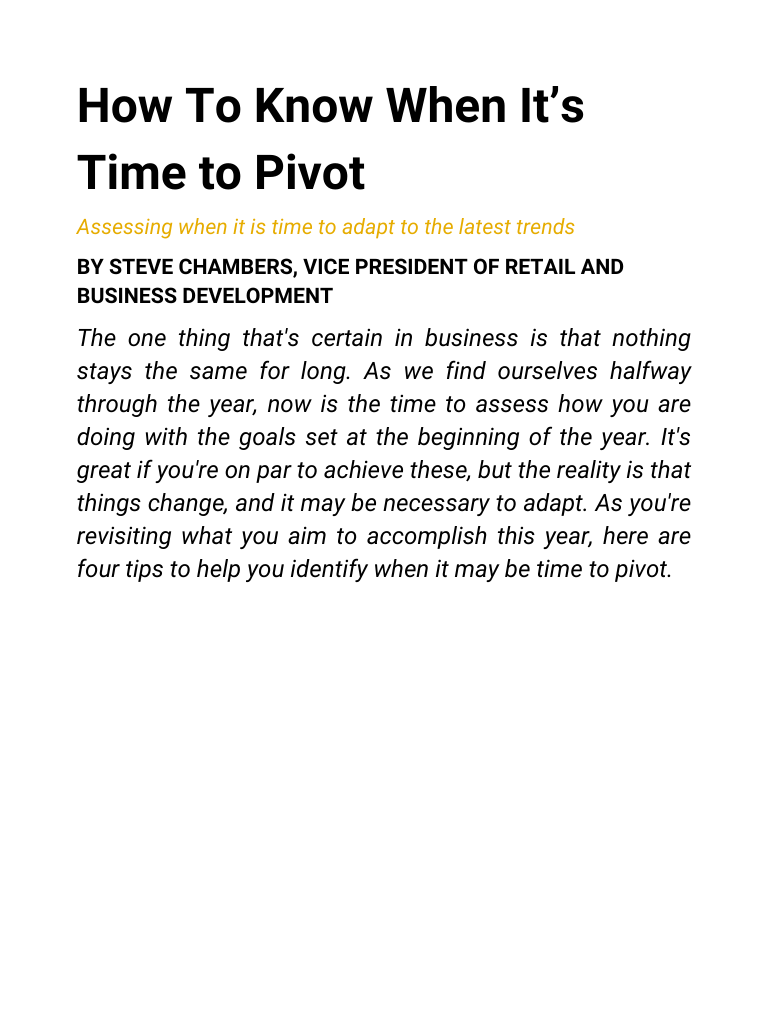 How To Know When It’s
Time to Pivot
Assessing when it is time to adapt to the latest trends
BY STEVE CHAMBERS, VICE PRESIDENT OF RETAIL AND
BUSINESS DEVELOPMENT
The one thing that's certain in business is that nothing
stays the same for long. As we find ourselves halfway
through the year, now is the time to assess how you are
doing with the goals set at the beginning of the year. It's
great if you're on par to achieve these, but the reality is that
things change, and it may be necessary to adapt. As you're
revisiting what you aim to accomplish this year, here are
four tips to help you identify when it may be time to pivot.